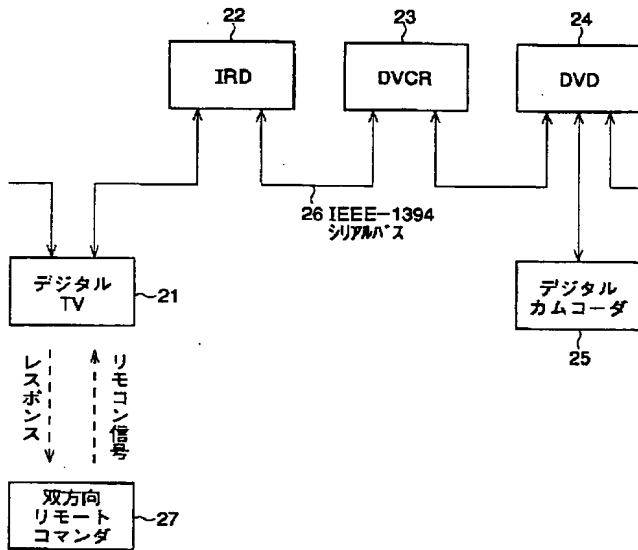 22
23
24
IRD
DVCR
DVD
26 IEEE-1394
シリアルバス
デジタル
TV
21
デジタル
カムコーダ
25
レスポンス
リモコン信号
双方向
リモート
コマンダ
27